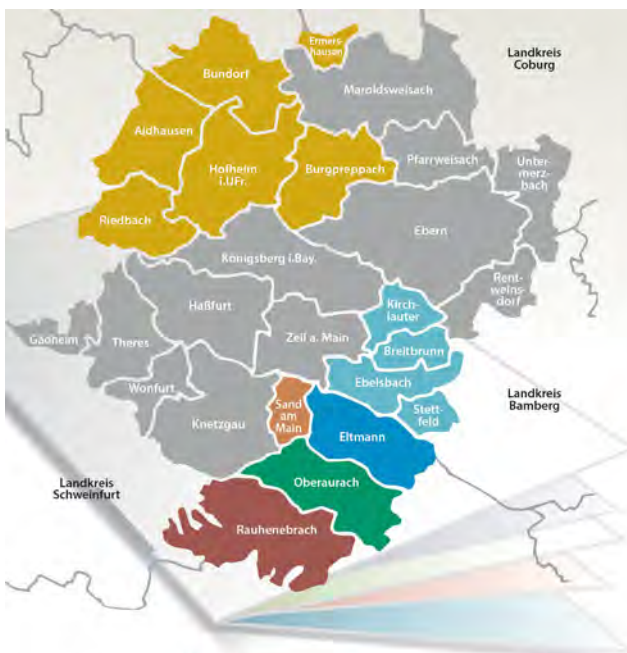 Ermers-
hausen
Landkreis
Coburg
Bundorf
Maroldsweisach
Aidhausen
Hofheim
i.UFr.
Burgpreppach
Pfarrweisach
Unter-
merz-
bach
Riedbach
Ebern
Königsberg i.Bay.
Rent-
weins-
dorf
Kirch-
lauter
Haßfurt
Gädheim
Theres
Zeil a. Main
Breitbrunn
Ebelsbach
Wonfurt
Knetzgau
Sand
am
Main
Stett-
feld
Landkreis
Bamberg
Eltmann
Landkreis
Schweinfurt
Oberaurach
Rauhenebrach